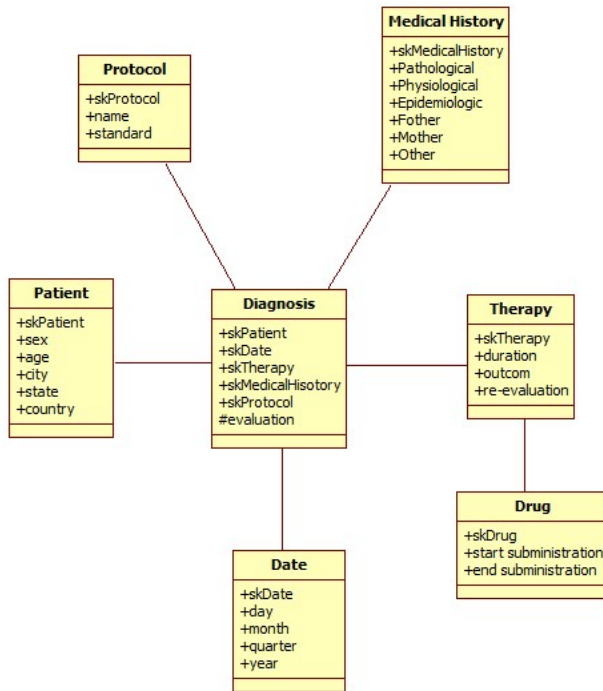 Medical History
+skMedicalHistory
+Pathological
+Physiological
+Epidemiologic
+Fother
+Mother
+Other
Protocol
+skProtocol
+name
+standard
Patient
+skPatient
+sex
+age
+city
+state
+country
Diagnosis
+skPatient
+skDate
+skTherapy
+skMedicalHisotory
+skProtocol
#evaluation
Therapy
+skTherapy
+duration
+outcom
+re-evaluation
Drug
+skDrug
+start subministration
+end subministration
Date
+skDate
+day
+month
+quarter
+year